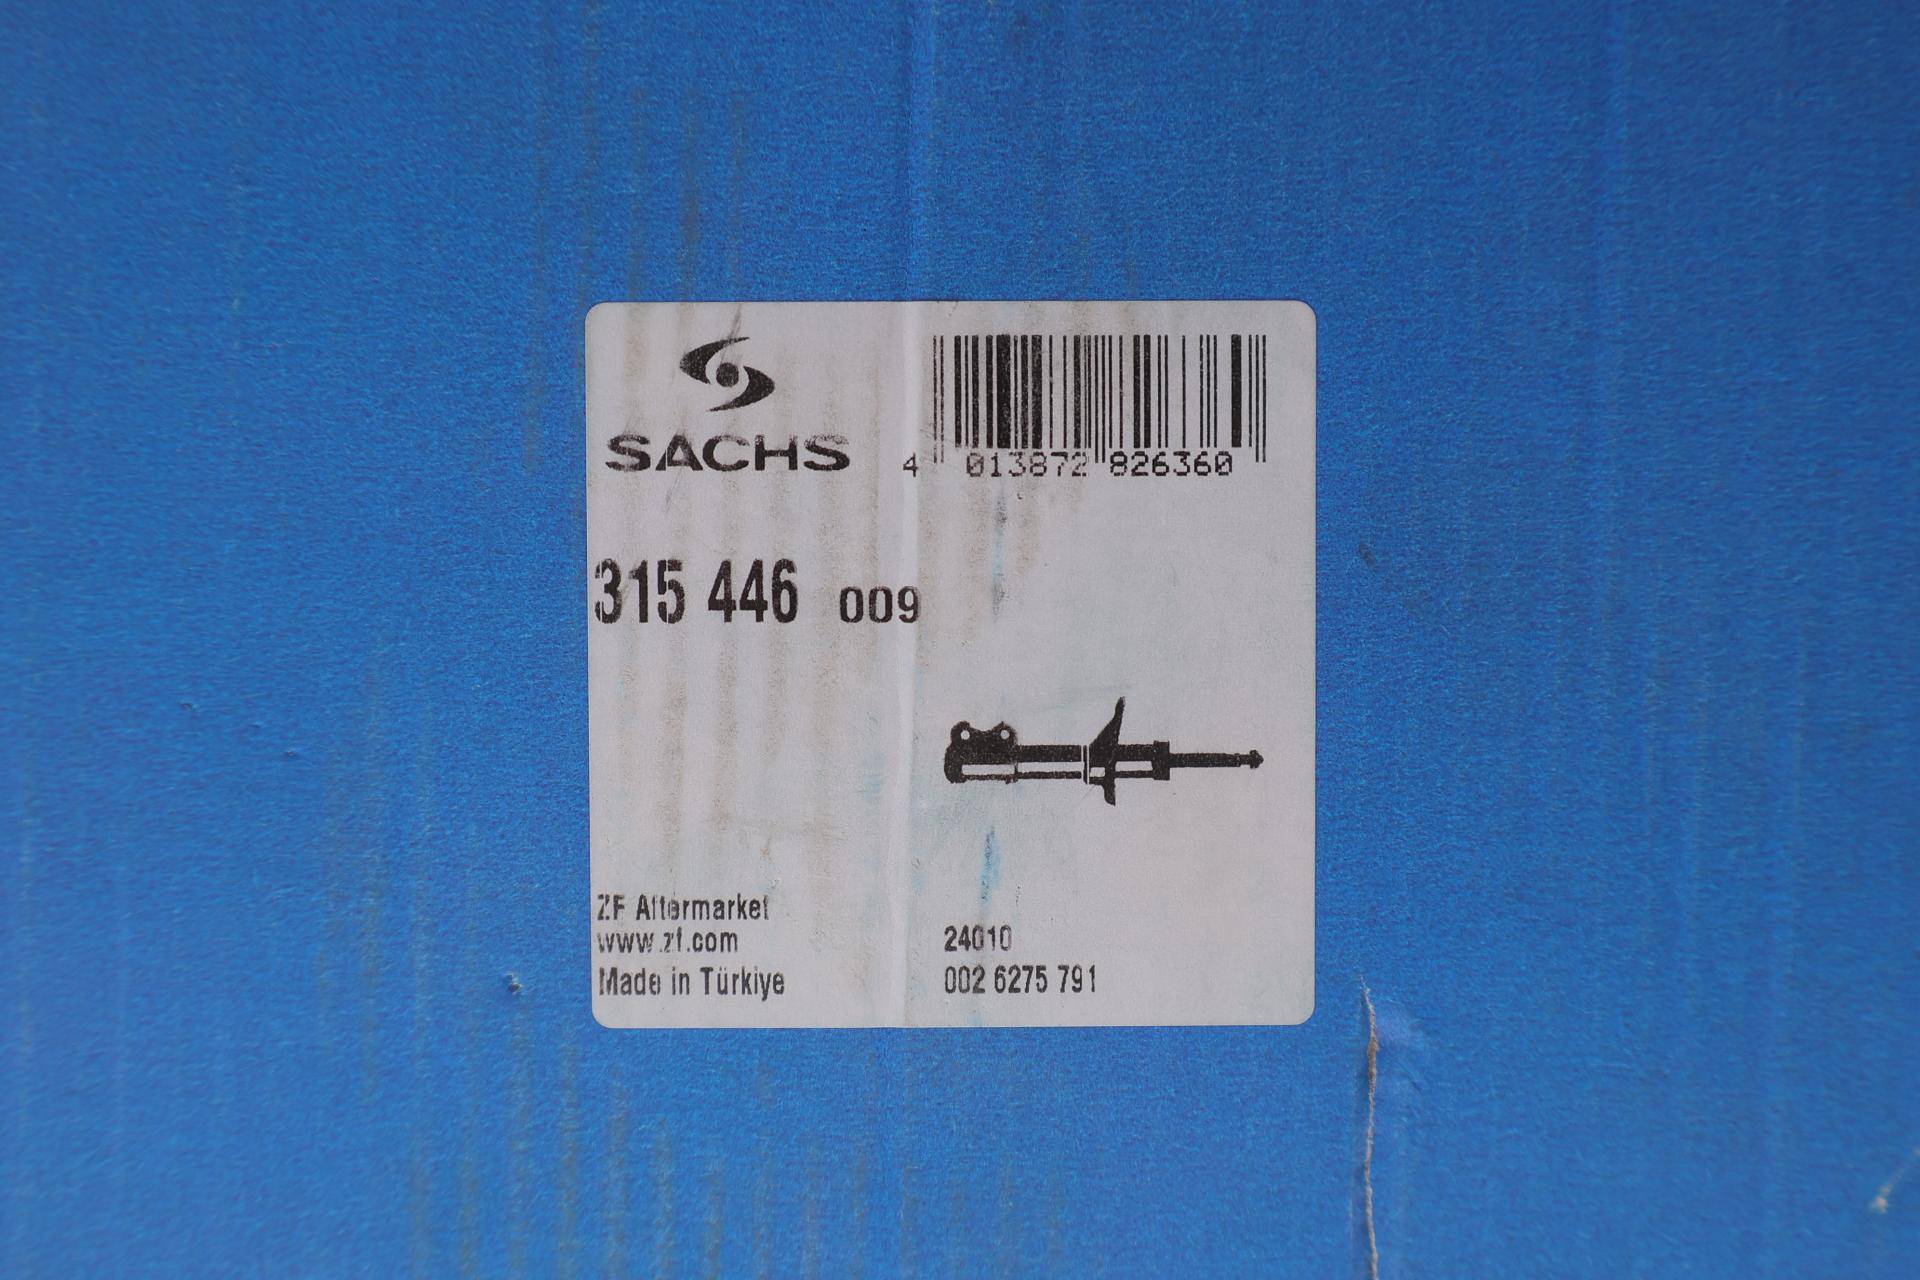 SACHS
4 013872 826360
315 446 009
ZF Aftermarket
www.zf.com
Made in Türkiye
24010
002 6275 791